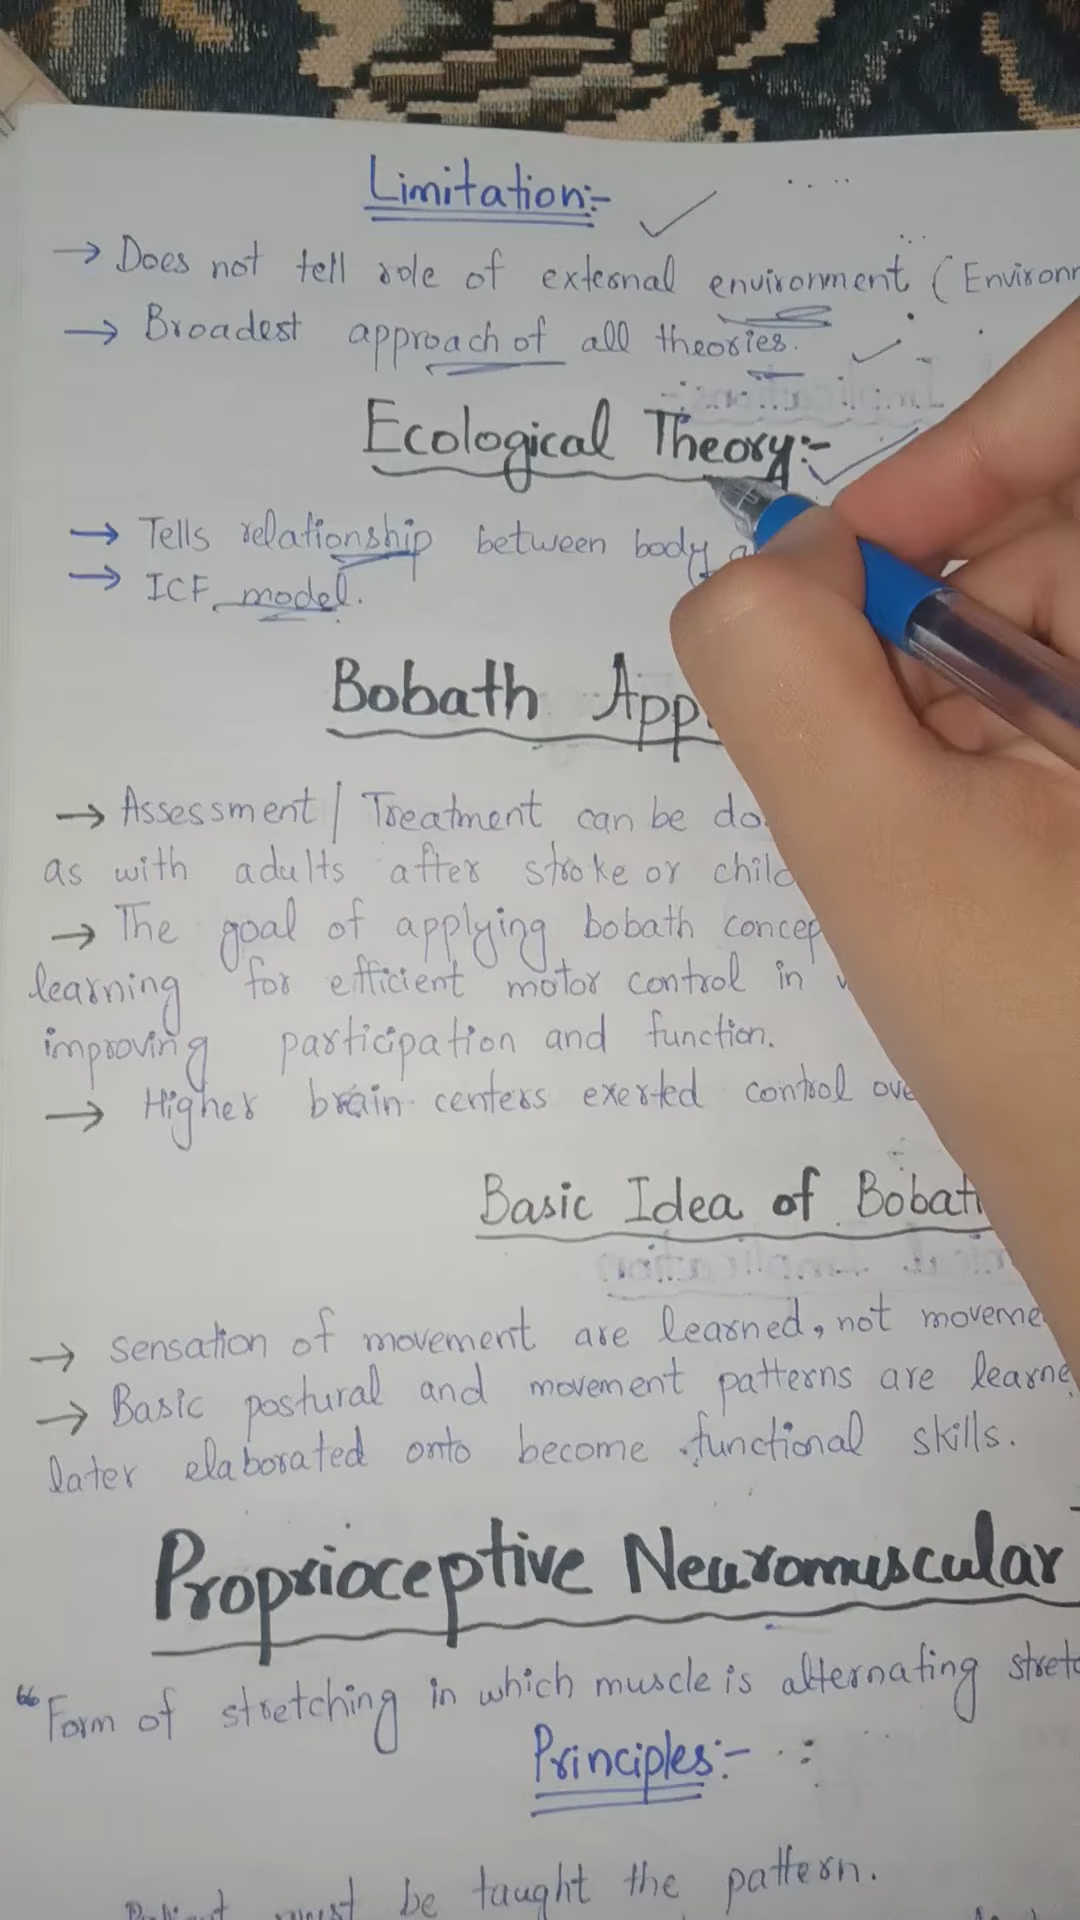 Limitation:-
→ Does not tell role of external environment (Environ
→ Broadest approach of all theories.
Ecological Theory:-
→ Tells relationship between body
→ ICF model.
Bobath App
→ Assessment/ Treatment can be do
as with adults after stroke or chil
→ The goal of applying bobath concep
learning for efficient motor control in
improving participation and function.
→ Higher brain centers exerted control ove
Basic Idea of Bobat
→ sensation of movement are learned, not moveme
→ Basic postural and movement patterns are learne
later elaborated onto become functional skills.
Proprioceptive Neuromuscular
"Form of stretching in which muscle is alternating stretc
Principles:-
must be taught the pattern.